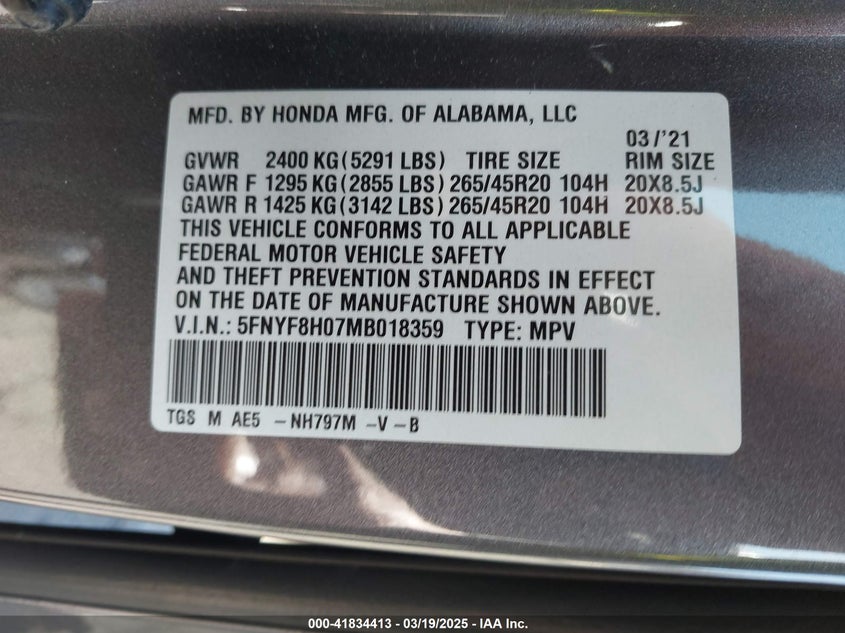 MFD. BY HONDA MFG. OF ALABAMA, LLC
03/'21
GVWR 2400 KG(5291 LBS) TIRE SIZE RIM SIZE
GAWR F 1295 KG(2855 LBS) 265/45R20 104H 20X8.5J
GAWR R 1425 KG(3142 LBS) 265/45R20 104H 20X8.5J
THIS VEHICLE CONFORMS TO ALL APPLICABLE
FEDERAL MOTOR VEHICLE SAFETY
AND THEFT PREVENTION STANDARDS IN EFFECT
ON THE DATE OF MANUFACTURE SHOWN ABOVE.
V.I.N.: 5FNYF8H07MB018359 TYPE: MPV
TGS M AE5 -NH797M -V -B
000-41834413 - 03/19/2025 - IAA Inc.